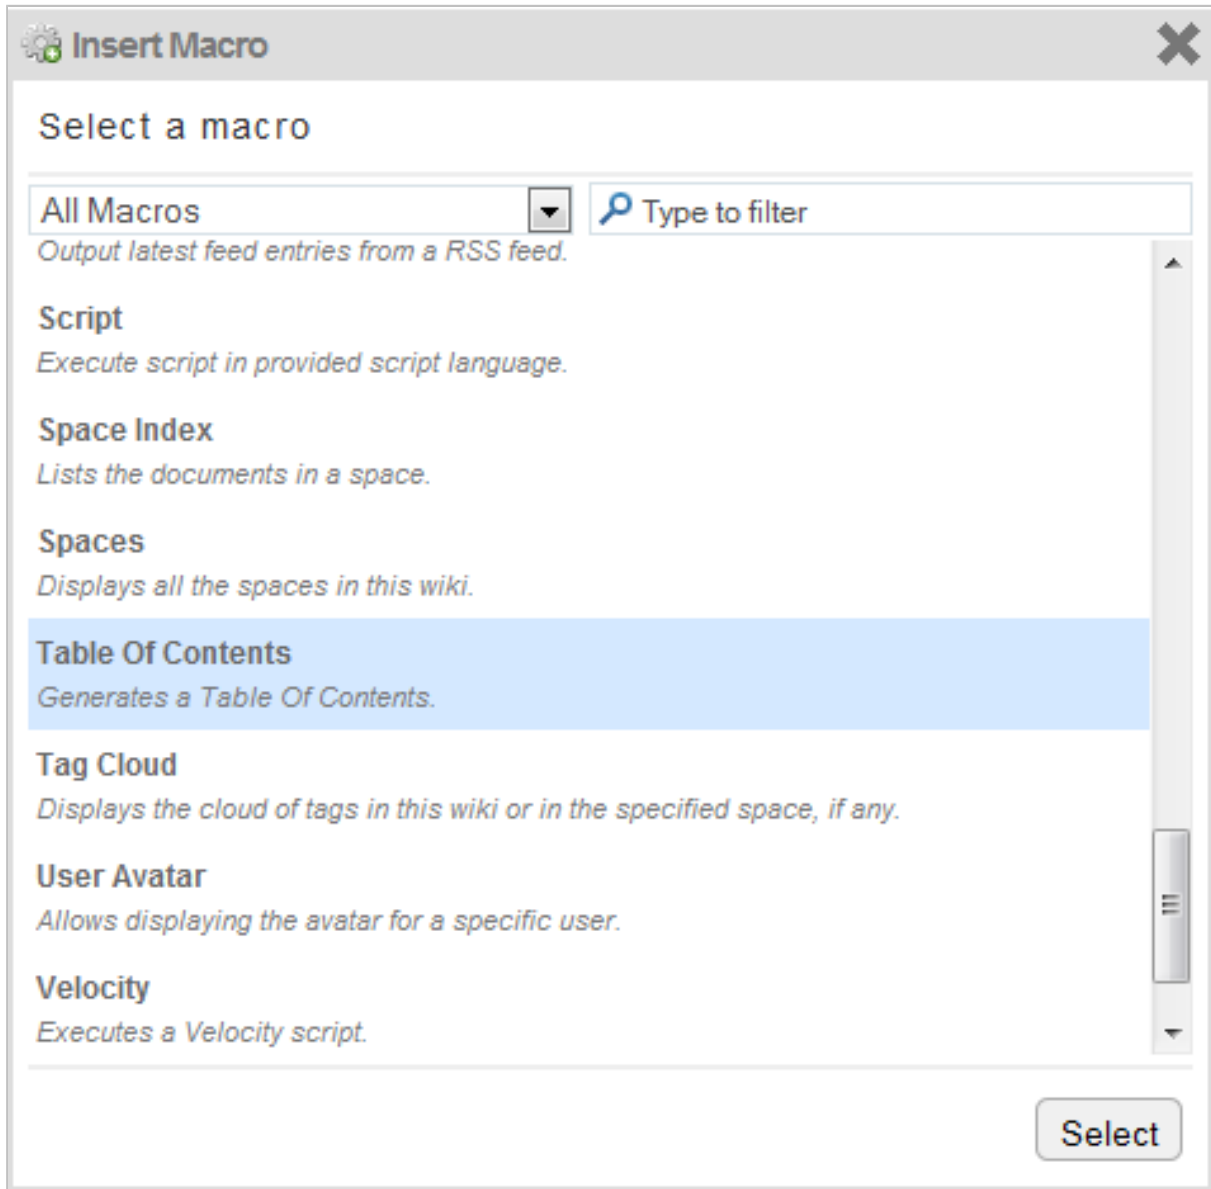 Insert Macro
Select a macro
All Macros
Type to filter
Output latest feed entries from a RSS feed.
Script
Execute script in provided script language.
Space Index
Lists the documents in a space.
Spaces
Displays all the spaces in this wiki.
Table Of Contents
Generates a Table Of Contents.
Tag Cloud
Displays the cloud of tags in this wiki or in the specified space, if any.
User Avatar
Allows displaying the avatar for a specific user.
Velocity
Executes a Velocity script.
Select